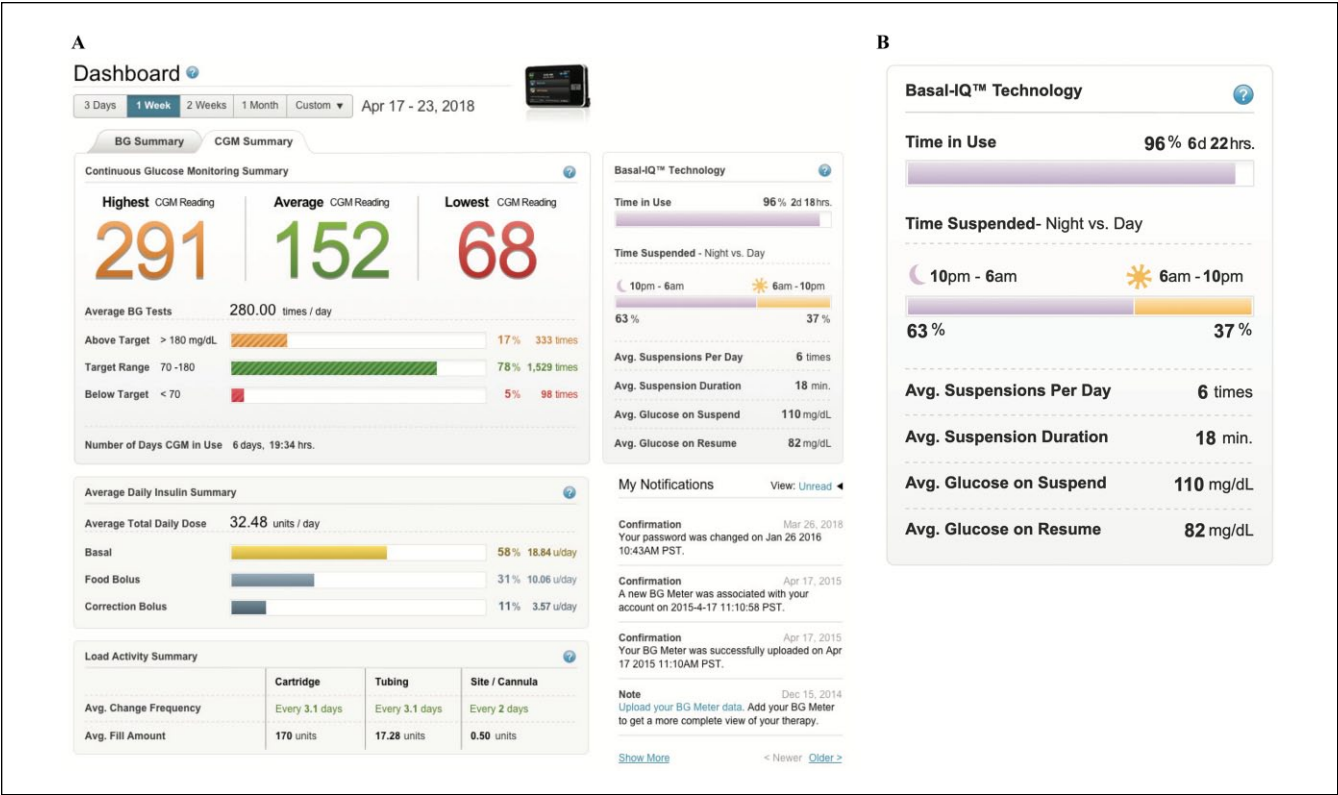 A
Dashboard ?
3 Days 1 Week 2 Weeks 1 Month Custom ▼ Apr 17 - 23, 2018
BG Summary CGM Summary
Continuous Glucose Monitoring Summary ?
Highest CGM Reading Average CGM Reading Lowest CGM Reading
291 152 68
Average BG Tests 280.00 times / day
Above Target > 180 mg/dL 17% 333 times
Target Range 70 -180 78% 1,529 times
Below Target < 70 5% 98 times
Number of Days CGM in Use 6 days, 19:34 hrs.
Average Daily Insulin Summary ?
Average Total Daily Dose 32.48 units / day
Basal 58% 18.84 u/day
Food Bolus 31% 10.06 u/day
Correction Bolus 11% 3.57 u/day
Load Activity Summary ?
Cartridge Tubing Site / Cannula
Avg. Change Frequency Every 3.1 days Every 3.1 days Every 2 days
Avg. Fill Amount 170 units 17.28 units 0.50 units
Basal-IQ™ Technology ?
Time in Use 96% 2d 18hrs.
Time Suspended - Night vs. Day
10pm - 6am 6am - 10pm
63% 37%
Avg. Suspensions Per Day 6 times
Avg. Suspension Duration 18 min.
Avg. Glucose on Suspend 110 mg/dL
Avg. Glucose on Resume 82 mg/dL
My Notifications View: Unread ◀
Confirmation Mar 26, 2018
Your password was changed on Jan 26 2016
10:43AM PST.
Confirmation Apr 17, 2015
A new BG Meter was associated with your
account on 2015-4-17 11:10:58 PST.
Confirmation Apr 17, 2015
Your BG Meter was successfully uploaded on Apr
17 2015 11:10AM PST.
Note Dec 15, 2014
Upload your BG Meter data. Add your BG Meter
to get a more complete view of your therapy.
Show More < Newer Older >
B
Basal-IQ™ Technology ?
Time in Use 96% 6d 22hrs.
Time Suspended- Night vs. Day
10pm - 6am 6am - 10pm
63% 37%
Avg. Suspensions Per Day 6 times
Avg. Suspension Duration 18 min.
Avg. Glucose on Suspend 110 mg/dL
Avg. Glucose on Resume 82 mg/dL